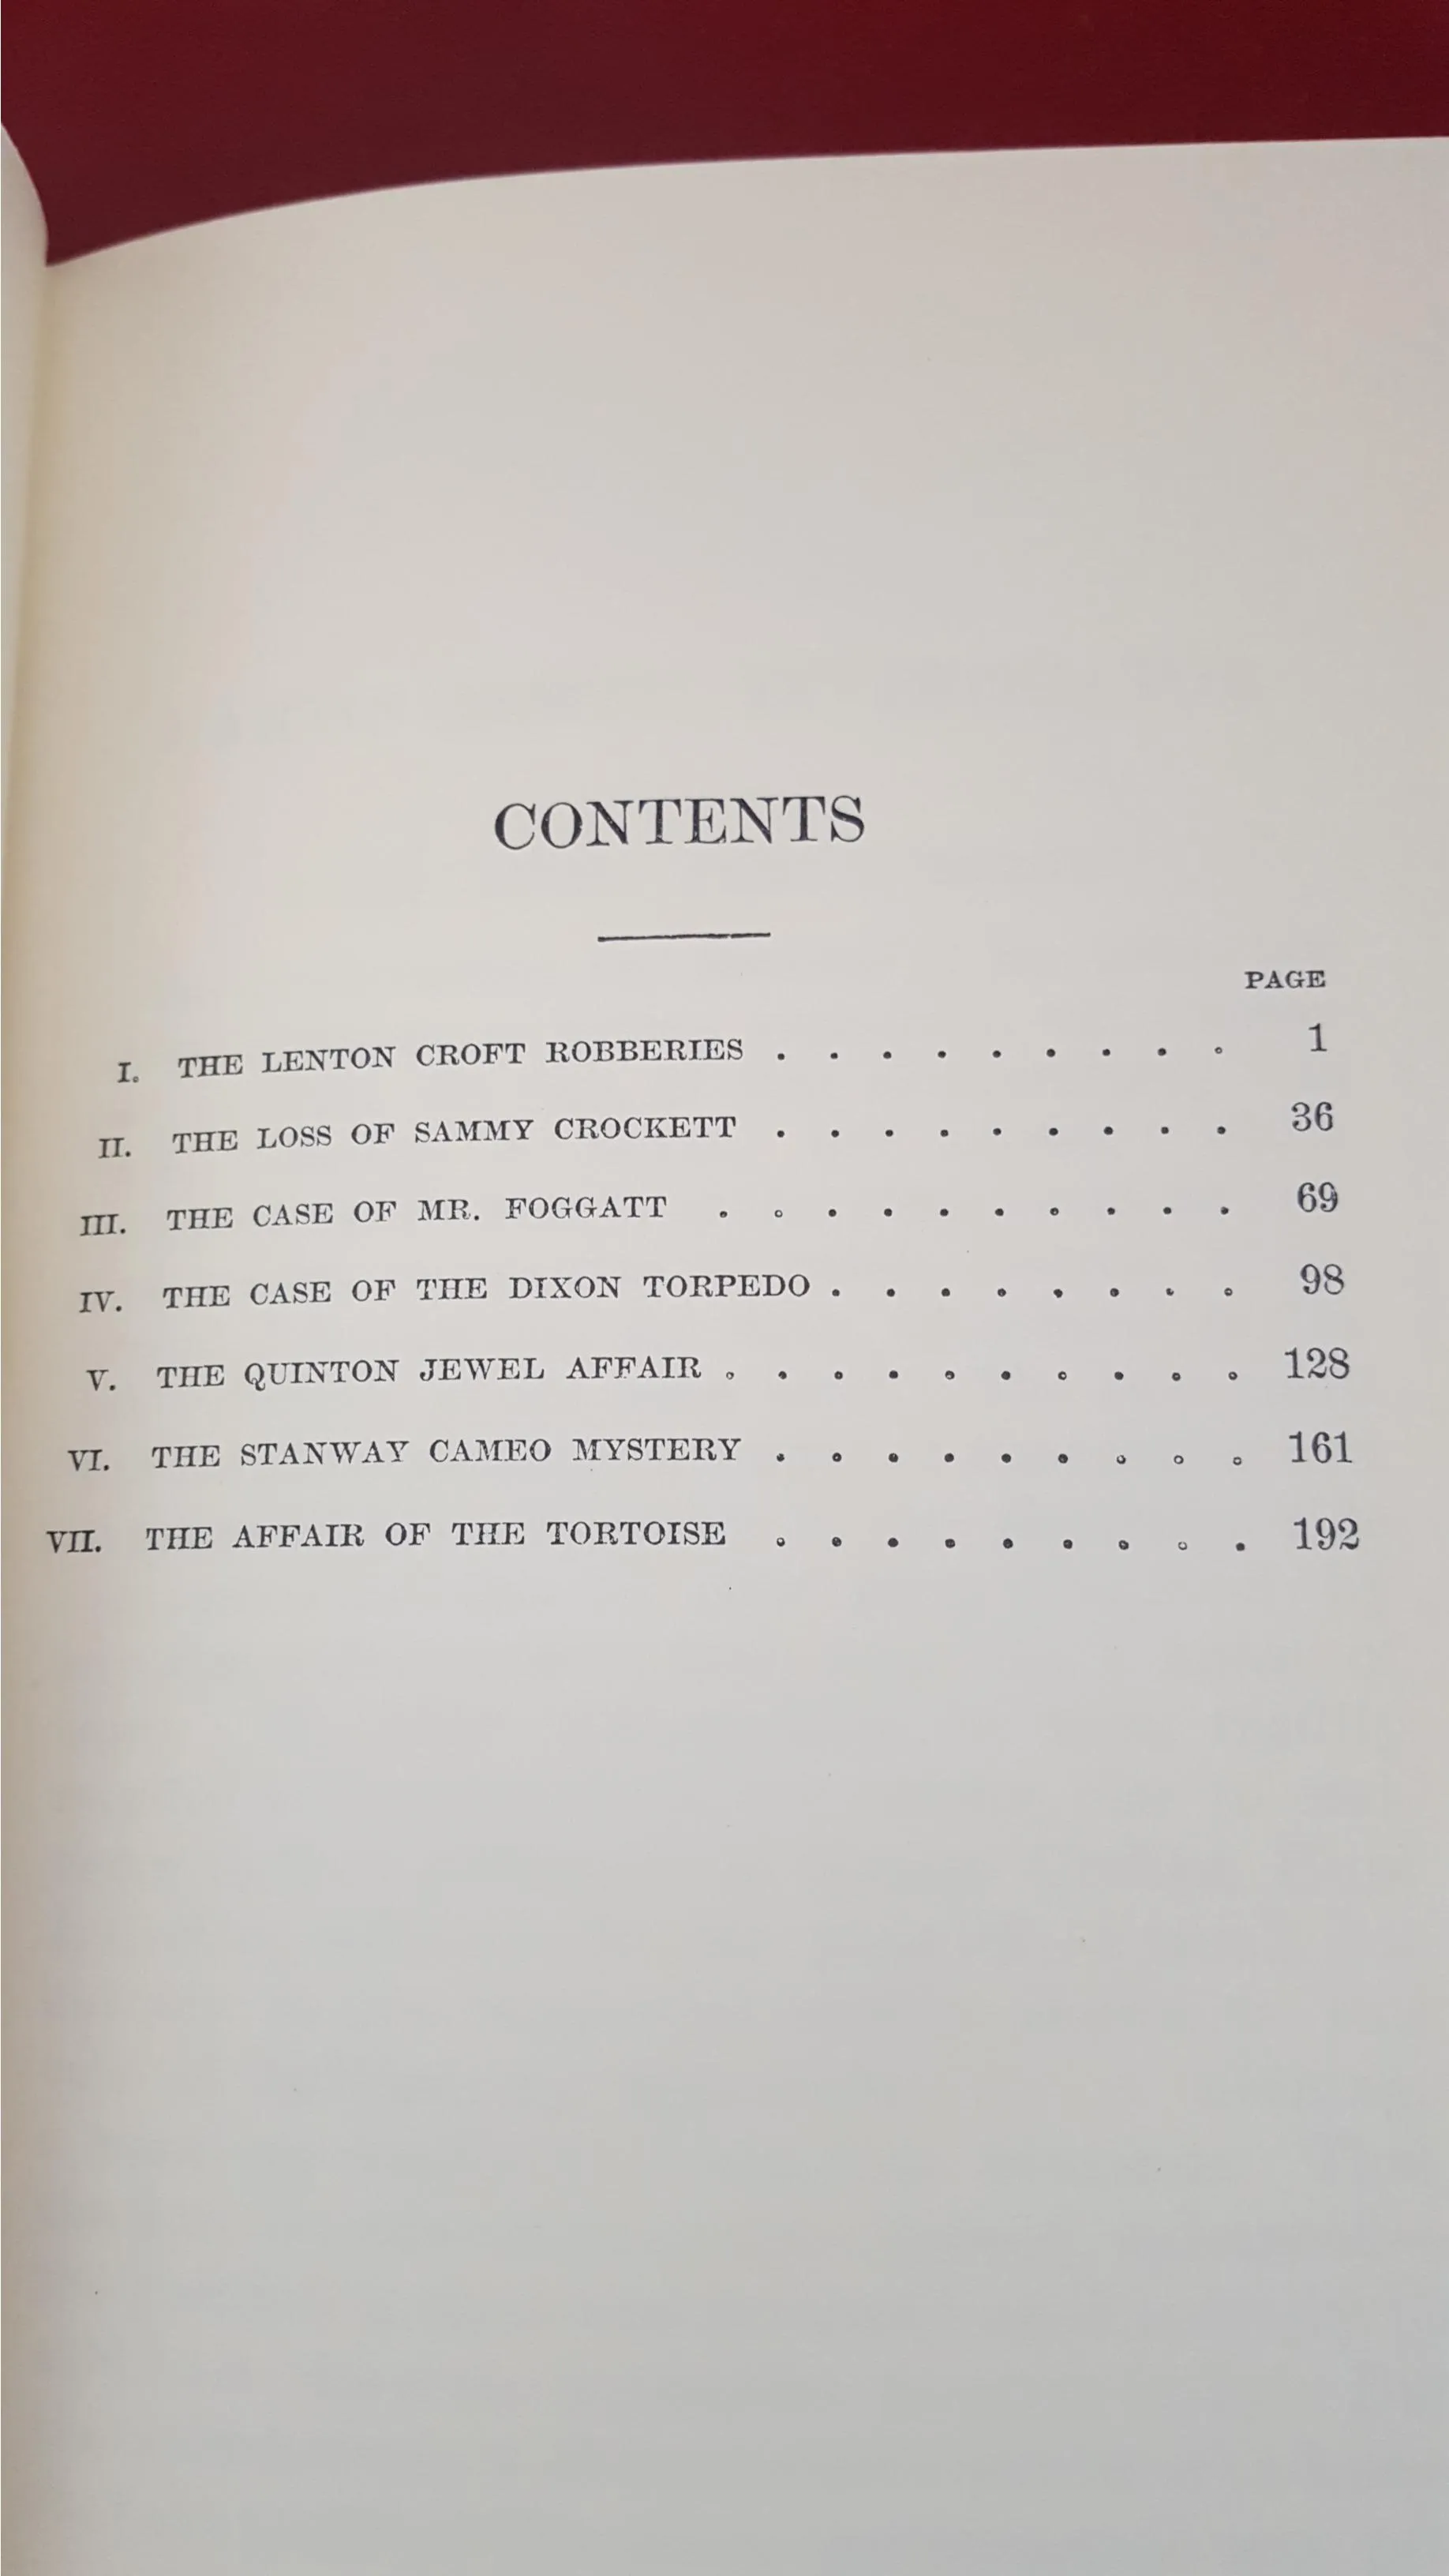 CONTENTS
PAGE
I. THE LENTON CROFT ROBBERIES . . . . . . . . . 1
II. THE LOSS OF SAMMY CROCKETT . . . . . . . . . 36
III. THE CASE OF MR. FOGGATT . . . . . . . . . . 69
IV. THE CASE OF THE DIXON TORPEDO . . . . . . . . 98
V. THE QUINTON JEWEL AFFAIR . . . . . . . . . . 128
VI. THE STANWAY CAMEO MYSTERY . . . . . . . . . 161
VII. THE AFFAIR OF THE TORTOISE . . . . . . . . . 192